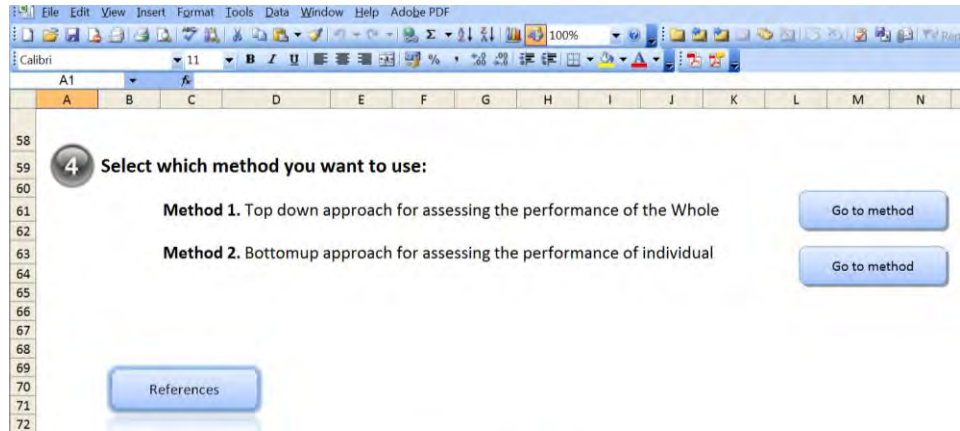 File Edit View Insert Format Tools Data Window Help Adobe PDF
100%
Calibri 11 B I U
A1 fx
A B C D E F G H I J K L M N
58
59 4 Select which method you want to use:
60
61 Method 1. Top down approach for assessing the performance of the Whole Go to method
62
63 Method 2. Bottomup approach for assessing the performance of individual
64 Go to method
65
66
67
68
69
70 References
71
72